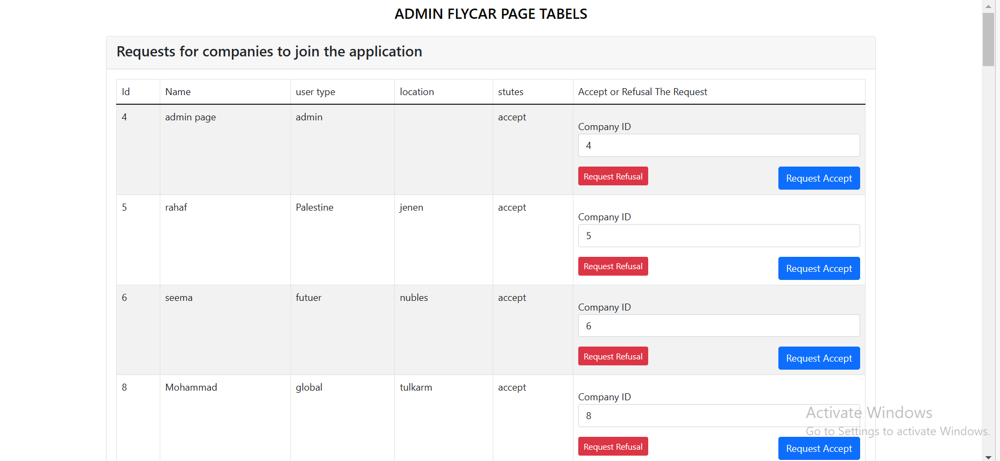 ADMIN FLYCAR PAGE TABELS
Requests for companies to join the application
Id Name user type location stutes Accept or Refusal The Request
4 admin page admin accept
Company ID
4
Request Refusal Request Accept
5 rahaf Palestine jenen accept
Company ID
5
Request Refusal Request Accept
6 seema futuer nubles accept
Company ID
6
Request Refusal Request Accept
8 Mohammad global tulkarm accept
Company ID
8
Request Refusal Request Accept
Activate Windows
Go to Settings to activate Windows.